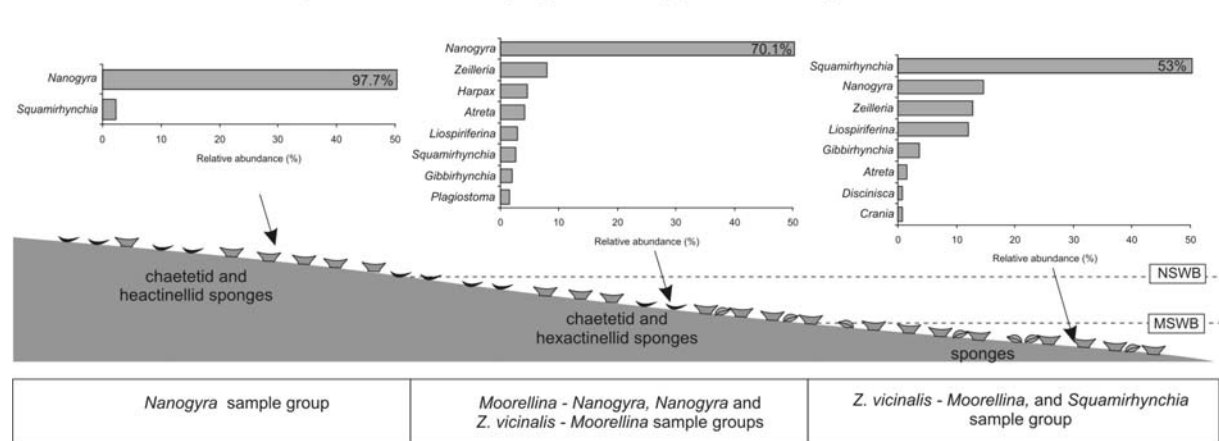 Nanogyra
97.7%
Squamirhynchia
0 10 20 30 40 50
Relative abundance (%)
Nanogyra
70.1%
Zeilleria
Harpax
Atreta
Liospiriferina
Squamirhynchia
Gibbirhynchia
Plagiostoma
0 10 20 30 40 50
Relative abundance (%)
Squamirhynchia
53%
Nanogyra
Zeilleria
Liospiriferina
Gibbirhynchia
Atreta
Discinisca
Crania
0 10 20 30 40 50
Relative abundance (%)
NSWB
MSWB
chaetetid and
heactinellid sponges
chaetetid and
hexactinellid sponges
sponges
Nanogyra sample group
Moorellina - Nanogyra, Nanogyra and
Z. vicinalis - Moorellina sample groups
Z. vicinalis - Moorellina, and Squamirhynchia
sample group